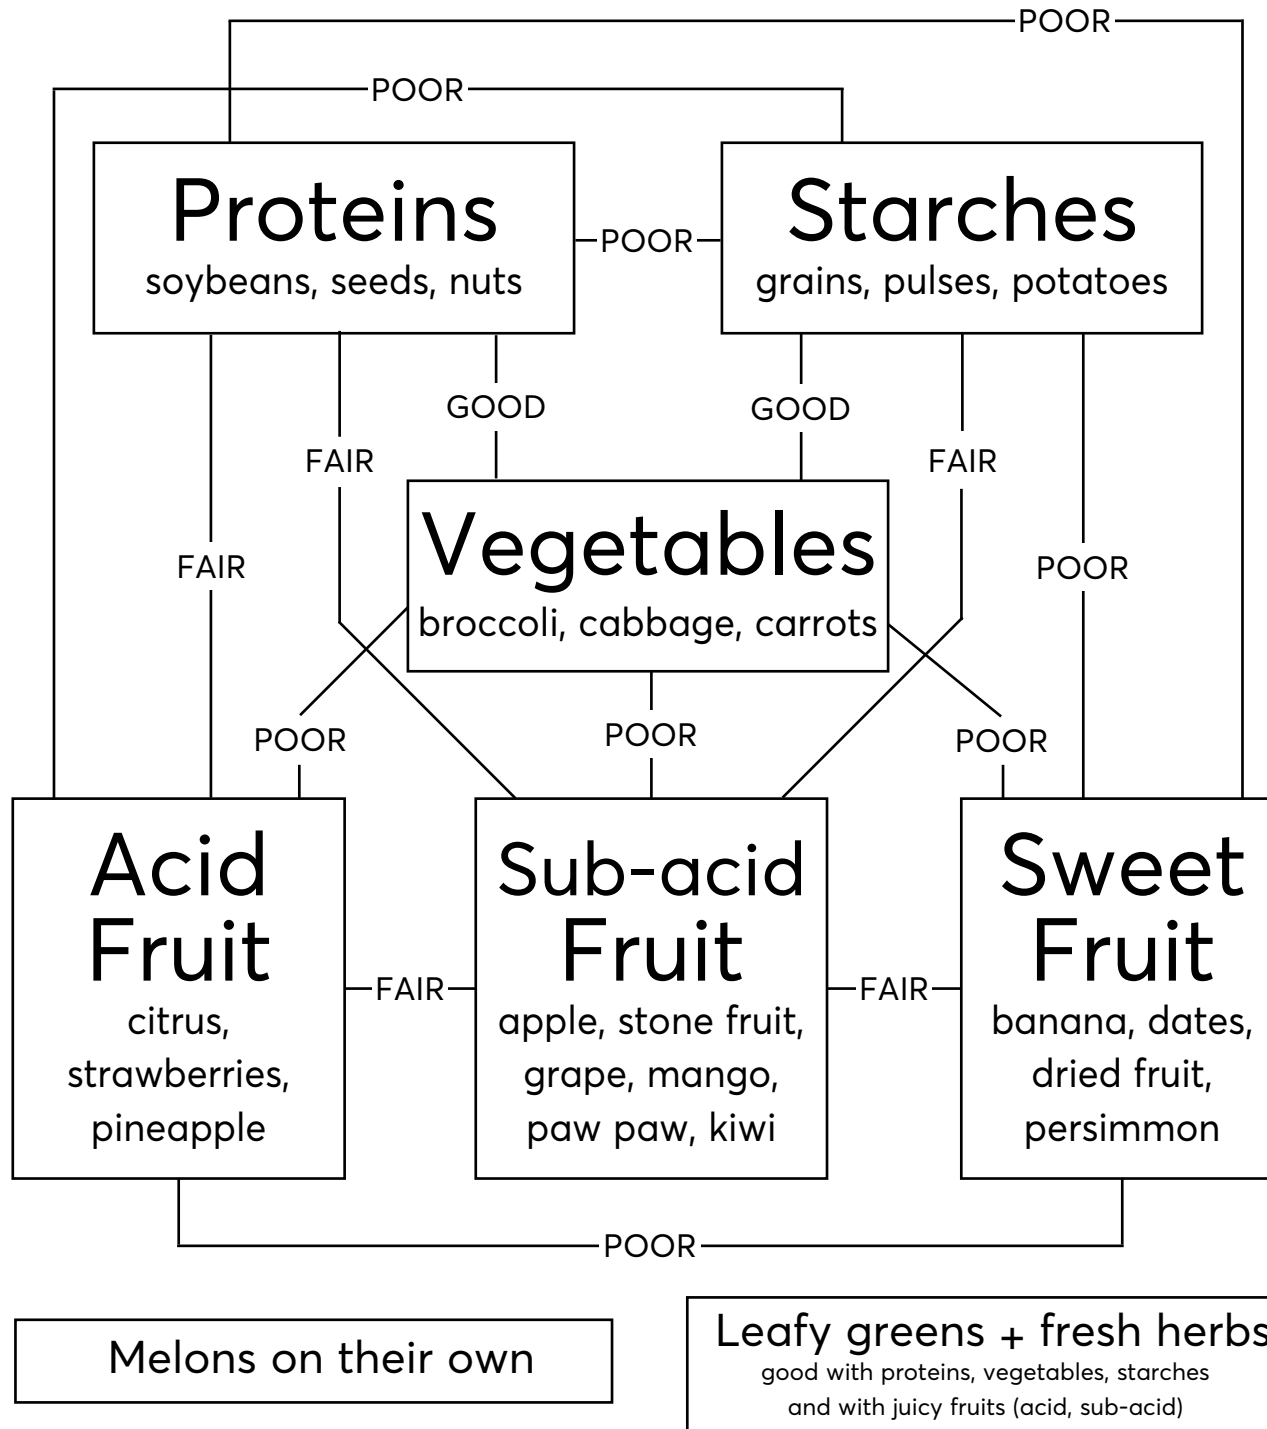 POOR
POOR
Proteins
soybeans, seeds, nuts
POOR
Starches
grains, pulses, potatoes
GOOD
GOOD
FAIR
FAIR
Vegetables
broccoli, cabbage, carrots
FAIR
POOR
POOR
POOR
POOR
Acid
Fruit
citrus,
strawberries,
pineapple
FAIR
Sub-acid
Fruit
apple, stone fruit,
grape, mango,
paw paw, kiwi
FAIR
Sweet
Fruit
banana, dates,
dried fruit,
persimmon
POOR
Melons on their own
Leafy greens + fresh herbs
good with proteins, vegetables, starches
and with juicy fruits (acid, sub-acid)